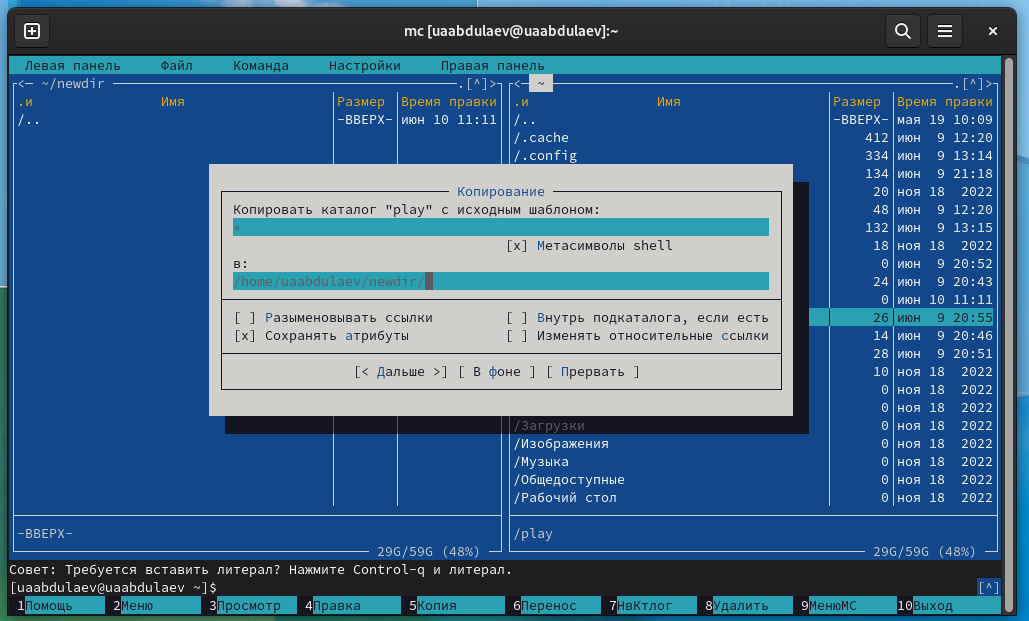 mc [uaabdulaev@uaabdulaev]:~
Левая панель Файл Команда Настройки Правая панель
<— ~/newdir .[^]> <— ~ .[^]>
.и Имя Размер Время правки .и Имя Размер Время правки
/.. -ВВЕРХ- июн 10 11:11 /.. -ВВЕРХ- мая 19 10:09
/.cache 412 июн 9 12:20
/.config 334 июн 9 13:14
134 июн 9 21:18
20 ноя 18 2022
48 июн 9 12:20
132 июн 9 13:15
18 ноя 18 2022
0 июн 9 20:52
24 июн 9 20:43
0 июн 10 11:11
26 июн 9 20:55
14 июн 9 20:46
28 июн 9 20:51
10 ноя 18 2022
0 ноя 18 2022
0 ноя 18 2022
/Загрузки 0 ноя 18 2022
/Изображения 0 ноя 18 2022
/Музыка 0 ноя 18 2022
/Общедоступные 0 ноя 18 2022
/Рабочий стол 0 ноя 18 2022
Копирование
Копировать каталог "play" с исходным шаблоном:
*
[x] Метасимволы shell
в:
/home/uaabdulaev/newdir/
[ ] Разыменовывать ссылки [ ] Внутрь подкаталога, если есть
[x] Сохранять атрибуты [ ] Изменять относительные ссылки
[< Дальше >] [ В фоне ] [ Прервать ]
-ВВЕРХ- /play
29G/59G (48%) 29G/59G (48%)
Совет: Требуется вставить литерал? Нажмите Control-q и литерал.
[uaabdulaev@uaabdulaev ~]$ [^]
1Помощь 2Меню 3Просмотр 4Правка 5Копия 6Перенос 7НвКтлог 8Удалить 9МенюMC 10Выход